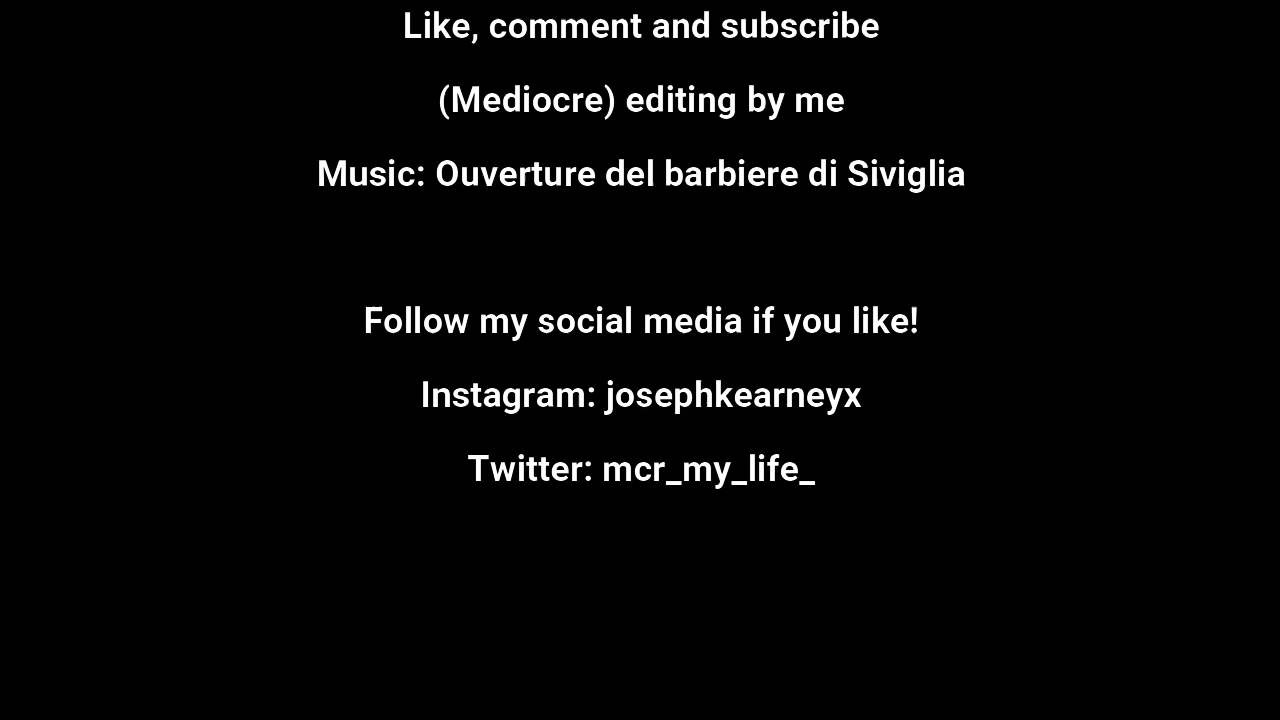 Like, comment and subscribe
(Mediocre) editing by me
Music: Ouverture del barbiere di Siviglia
Follow my social media if you like!
Instagram: josephkearneyx
Twitter: mcr_my_life_